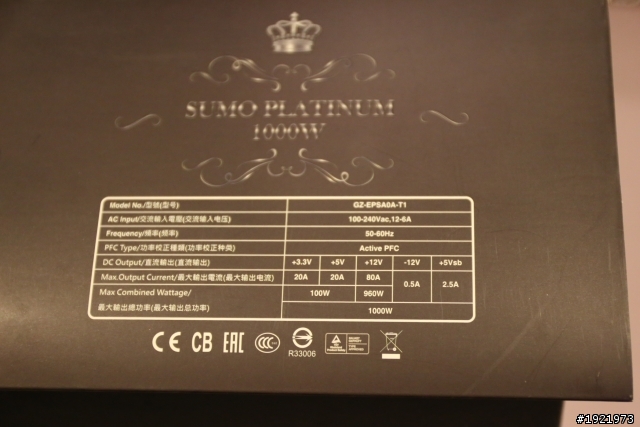 SUMO PLATINUM
1000W
Model No./型號(型号) GZ-EPSA0A-T1
AC Input/交流輸入電壓(交流输入电压) 100-240Vac,12-6A
Frequency/頻率(频率) 50-60Hz
PFC Type/功率校正種類(功率校正种类) Active PFC
DC Output/直流輸出(直流输出) +3.3V +5V +12V -12V +5Vsb
Max.Output Current/最大輸出電流(最大输出电流) 20A 20A 80A 0.5A 2.5A
Max Combined Wattage/ 100W 960W
最大輸出總功率(最大输出总功率) 1000W
CE CB EAC CCC
R33006
#1921973